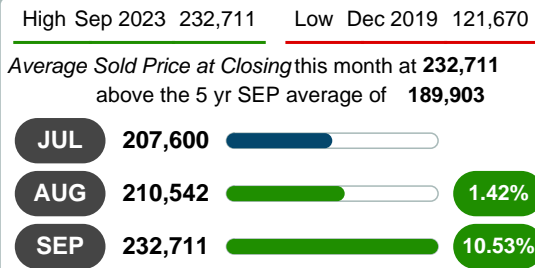 High Sep 2023 232,711 Low Dec 2019 121,670
Average Sold Price at Closing this month at 232,711
above the 5 yr SEP average of 189,903
JUL 207,600
AUG 210,542 1.42%
SEP 232,711 10.53%